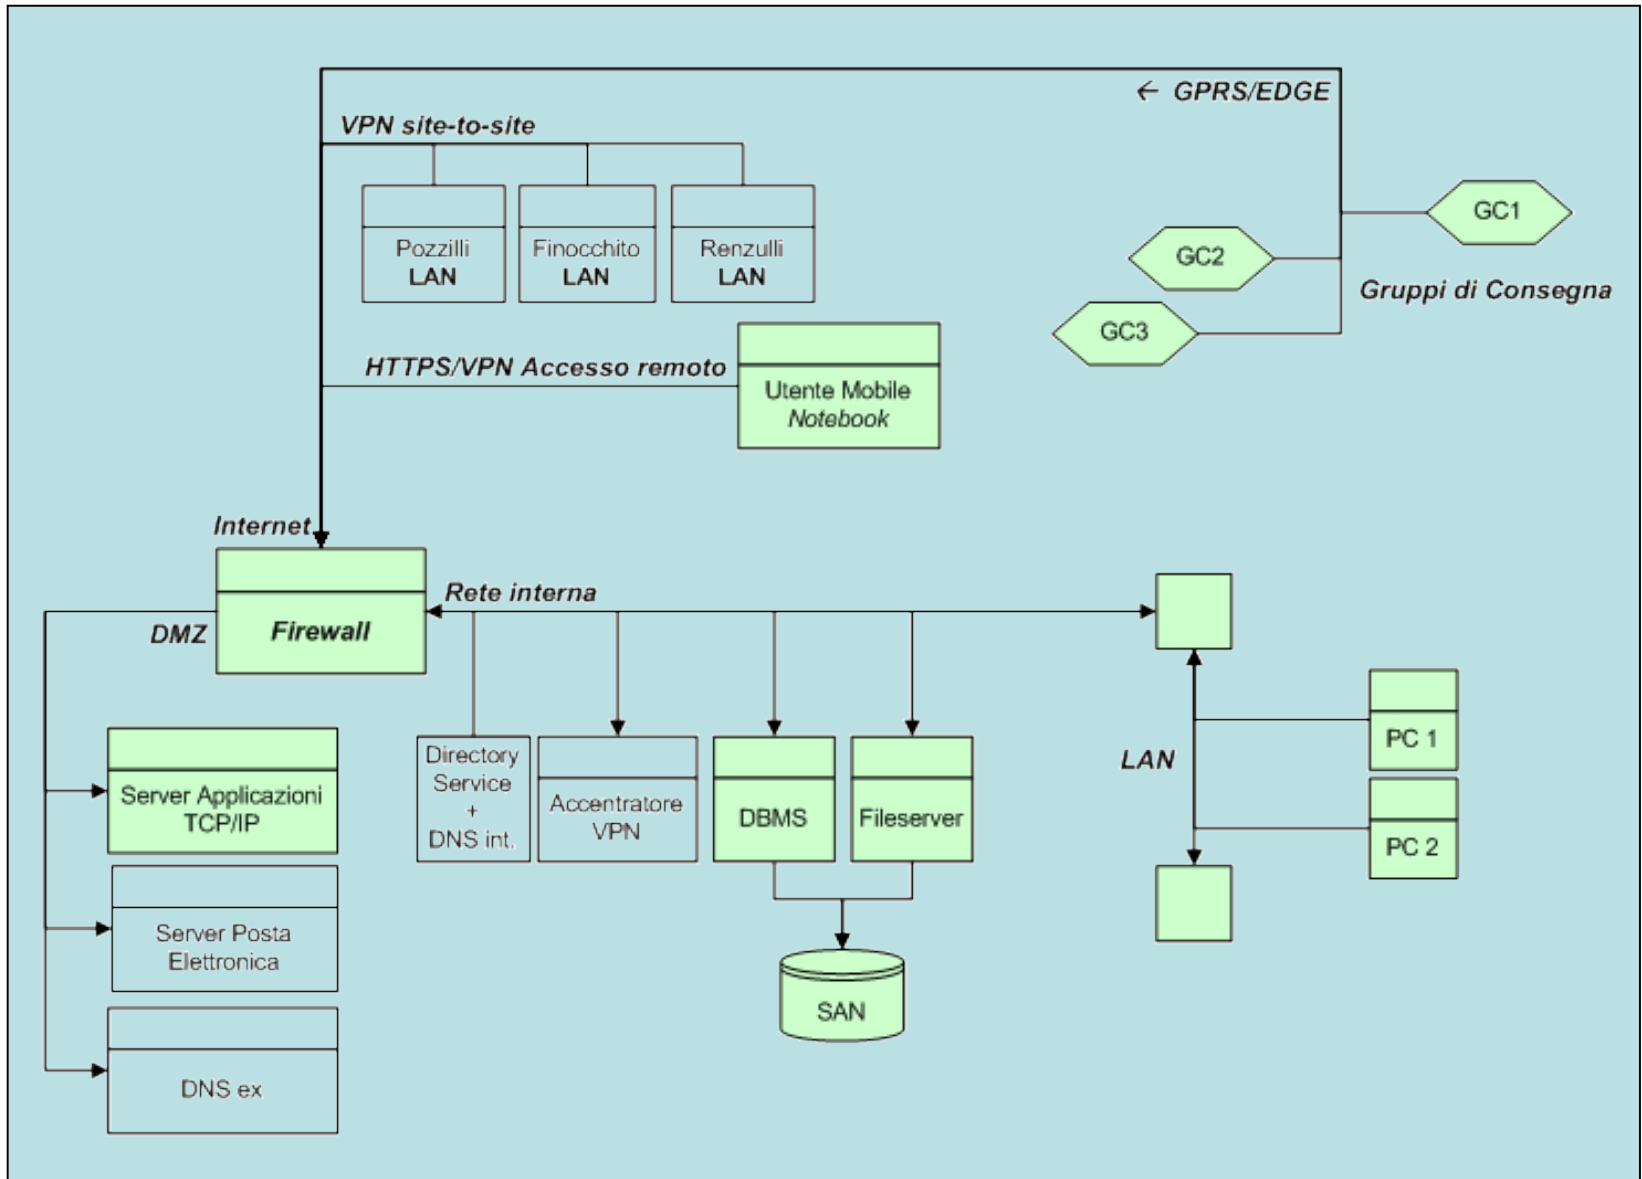 ← GPRS/EDGE
VPN site-to-site
Pozzilli
LAN
Finocchito
LAN
Renzulli
LAN
GC1
GC2
GC3
Gruppi di Consegna
HTTPS/VPN Accesso remoto
Utente Mobile
Notebook
Internet
Firewall
Rete interna
DMZ
Server Applicazioni
TCP/IP
Server Posta
Elettronica
DNS ex
Directory
Service
+
DNS int.
Accentratore
VPN
DBMS
Fileserver
SAN
LAN
PC 1
PC 2